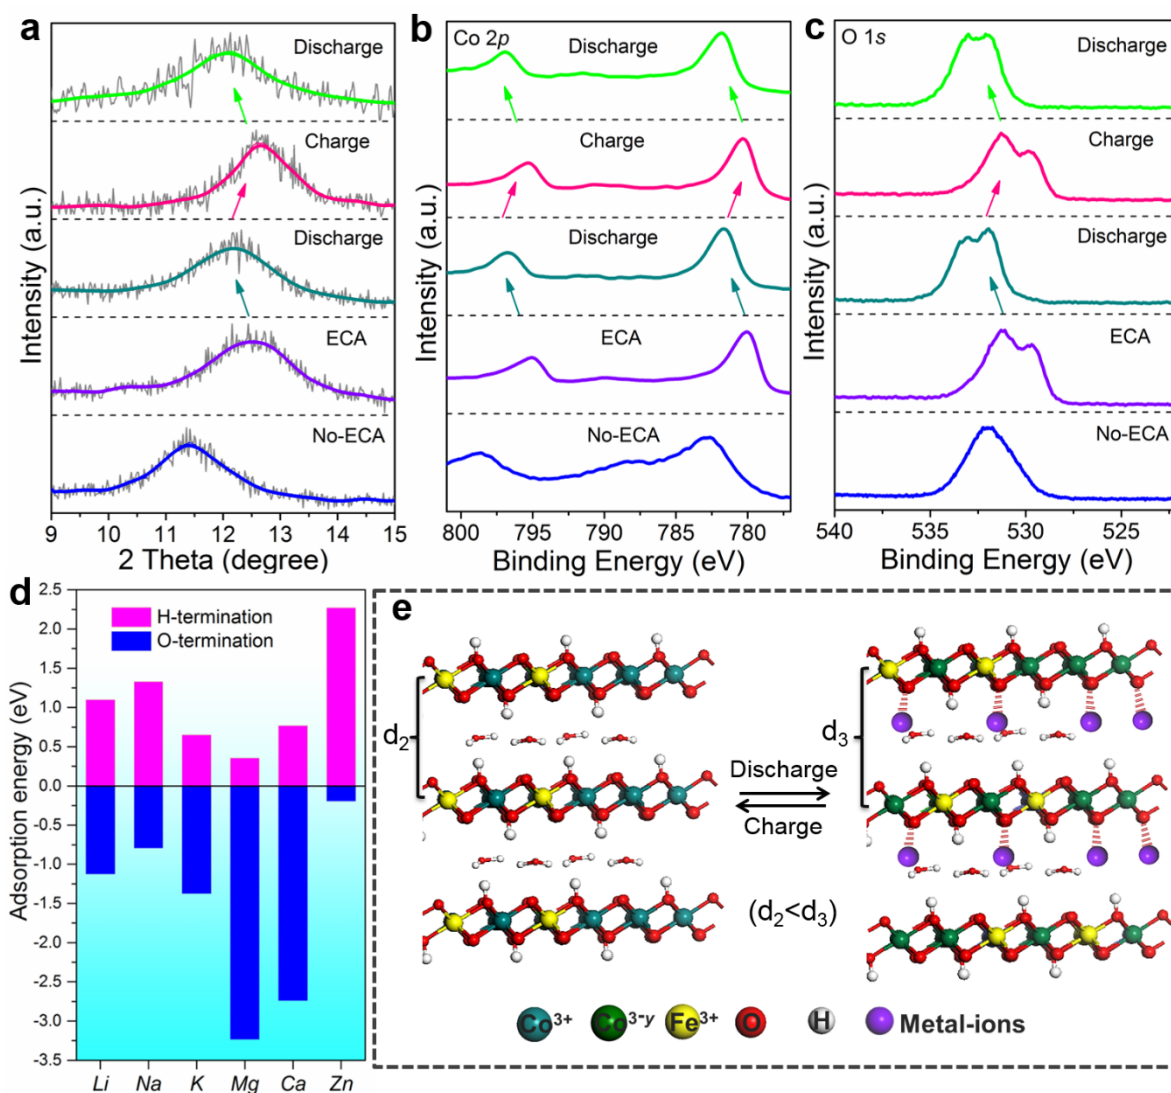 a
Discharge
Charge
Discharge
ECA
No-ECA
Intensity (a.u.)
9 10 11 12 13 14 15
2 Theta (degree)
b
Co 2p
Discharge
Charge
Discharge
ECA
No-ECA
Intensity (a.u.)
800 795 790 785 780
Binding Energy (eV)
c
O 1s
Discharge
Charge
Discharge
ECA
No-ECA
Intensity (a.u.)
540 535 530 525
Binding Energy (eV)
d
H-termination
O-termination
Adsorption energy (eV)
2.5
2.0
1.5
1.0
0.5
0.0
-0.5
-1.0
-1.5
-2.0
-2.5
-3.0
-3.5
Li Na K Mg Ca Zn
e
d₂
Discharge
Charge
d₃
(d₂<d₃)
Co³⁺ Co³⁻ʸ Fe³⁺ O H Metal-ions